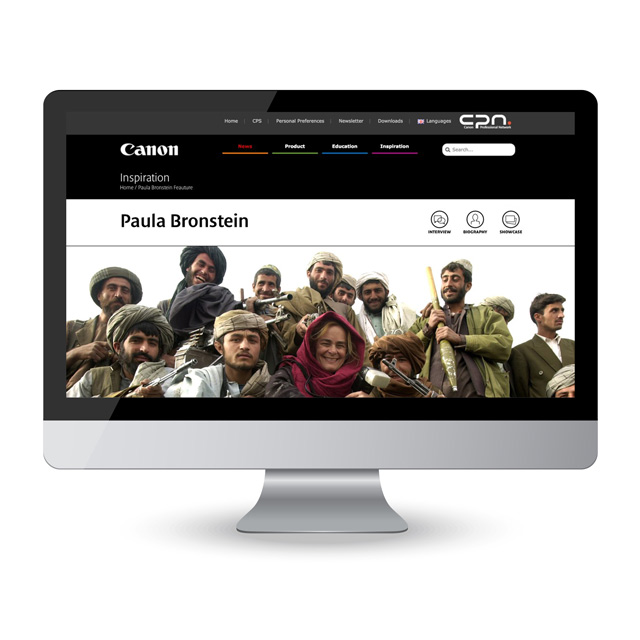 Home | CPS | Personal Preferences | Newsletter | Downloads | Languages
cpn.
Canon Professional Network
Canon
News Product Education Inspiration
Search...
Inspiration
Home / Paula Bronstein Feauture
Paula Bronstein
INTERVIEW BIOGRAPHY SHOWCASE